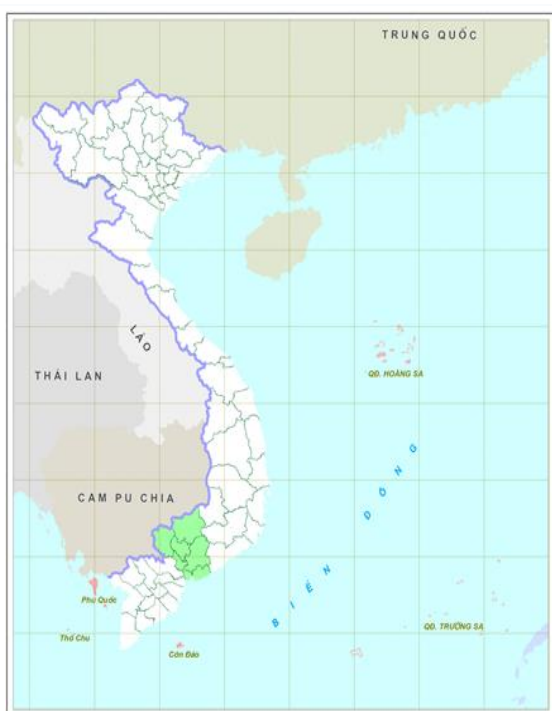 TRUNG QUỐC
LÀO
THÁI LAN
QĐ. HOÀNG SA
CAM PU CHIA
BIỂN ĐÔNG
Phú Quốc
Thổ Chu
Côn Đảo
QĐ. TRƯỜNG SA